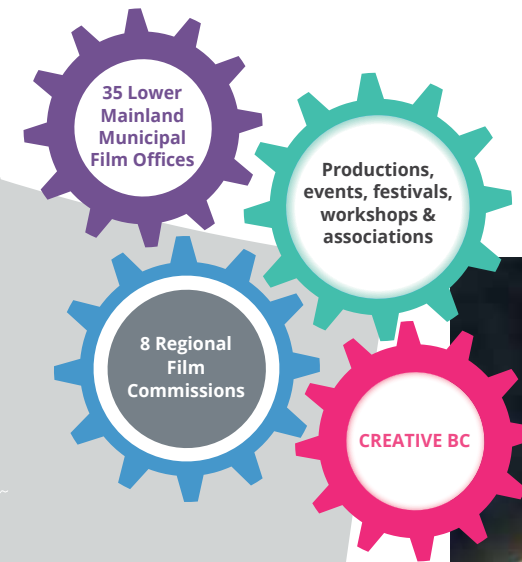 35 Lower
Mainland
Municipal
Film Offices
Productions,
events, festivals,
workshops &
associations
8 Regional
Film
Commissions
CREATIVE BC